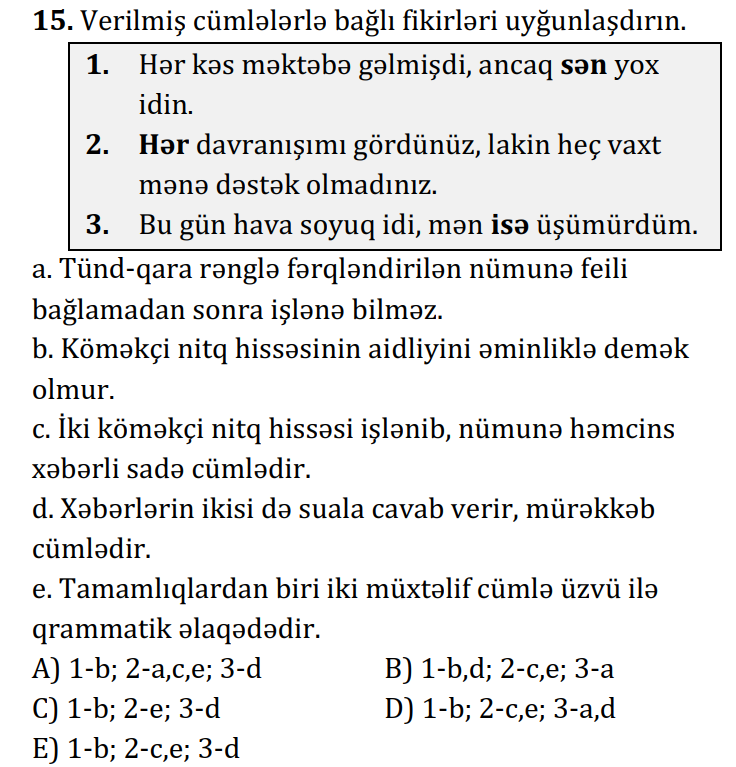 15. Verilmiş cümlələrlə bağlı fikirləri uyğunlaşdırın.
1. Hər kəs məktəbə gəlmişdi, ancaq sən yox
idin.
2. Hər davranışımı gördünüz, lakin heç vaxt
mənə dəstək olmadınız.
3. Bu gün hava soyuq idi, mən isə üşümürdüm.
a. Tünd-qara rənglə fərqləndirilən nümunə feili
bağlamadan sonra işlənə bilməz.
b. Köməkçi nitq hissəsinin aidliyini əminliklə demək
olmur.
c. İki köməkçi nitq hissəsi işlənib, nümunə həmcins
xəbərli sadə cümlədir.
d. Xəbərlərin ikisi də suala cavab verir, mürəkkəb
cümlədir.
e. Tamamlıqlardan biri iki müxtəlif cümlə üzvü ilə
qrammatik əlaqədədir.
A) 1-b; 2-a,c,e; 3-d B) 1-b,d; 2-c,e; 3-a
C) 1-b; 2-e; 3-d D) 1-b; 2-c,e; 3-a,d
E) 1-b; 2-c,e; 3-d